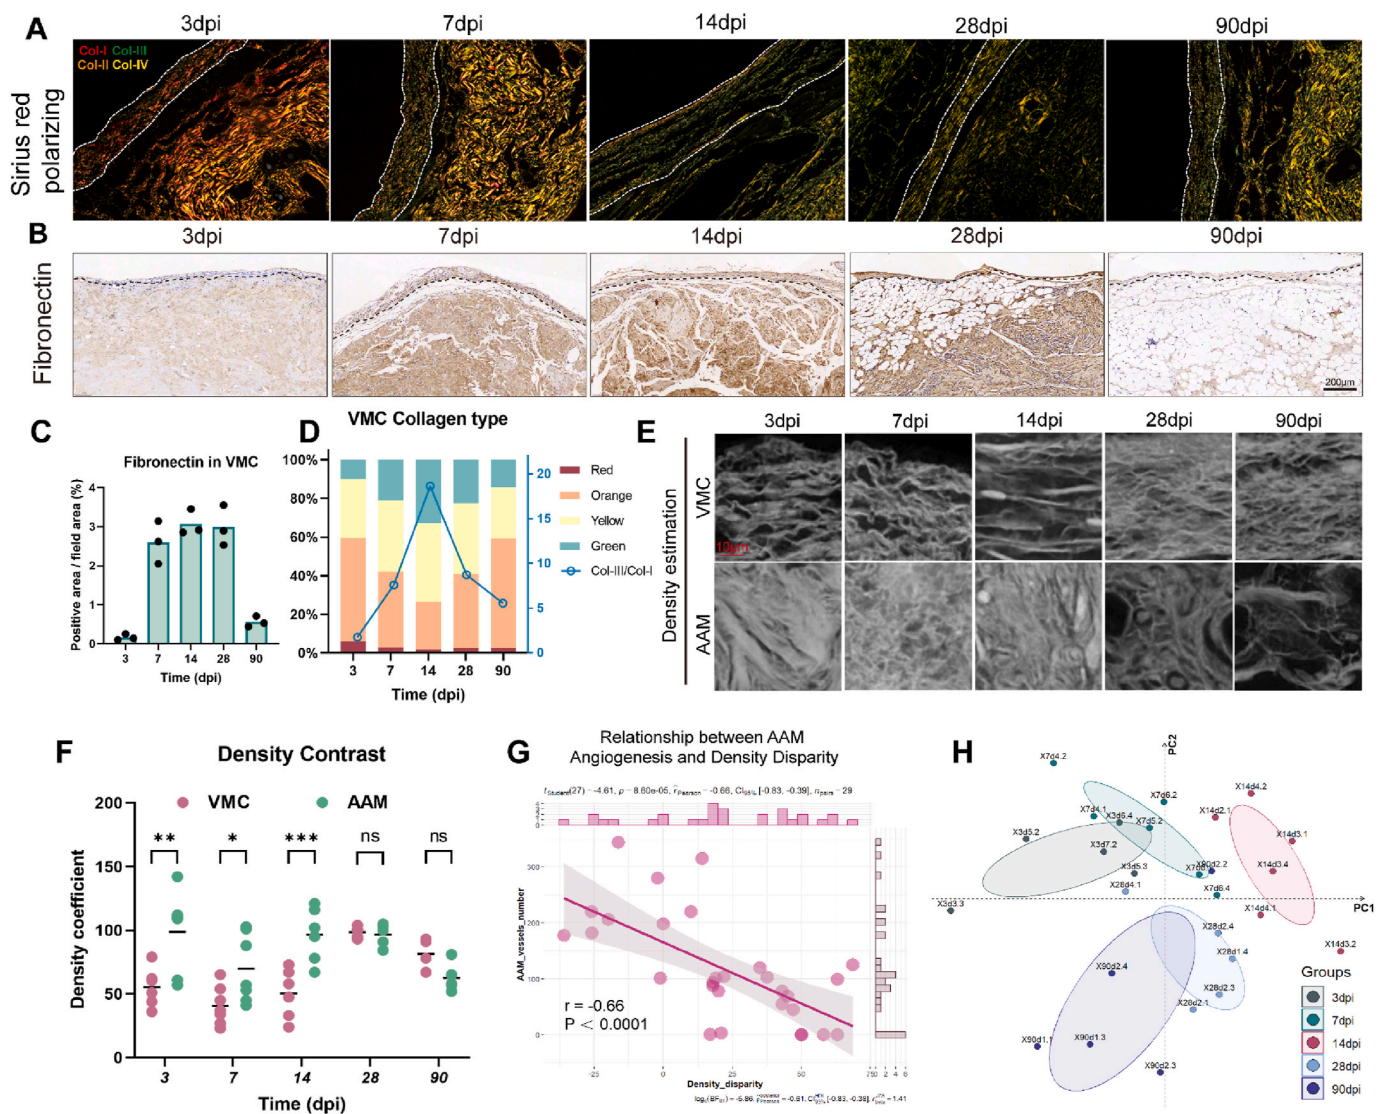 A
3dpi
7dpi
14dpi
28dpi
90dpi
Col-I Col-III
Col-II Col-IV
Sirius red
polarizing
B
3dpi
7dpi
14dpi
28dpi
90dpi
Fibronectin
200μm
C
Fibronectin in VMC
Positive area / field area (%)
4
3
2
1
0
3
7
14
28
90
Time (dpi)
D
VMC Collagen type
100%
80%
60%
40%
20%
0%
20
15
10
5
0
3
7
14
28
90
Time (dpi)
Red
Orange
Yellow
Green
Col-III/Col-I
E
3dpi
7dpi
14dpi
28dpi
90dpi
Density estimation
VMC
AAM
10μm
F
Density Contrast
VMC
AAM
Density coefficient
200
150
100
50
0
**
*
***
ns
ns
3
7
14
28
90
Time (dpi)
G
Relationship between AAM
Angiogenesis and Density Disparity
AAM_vessels_number
300
200
100
0
r = -0.66
P < 0.0001
-25
0
25
50
Density_disparity
H
PC2
PC1
X7d4.2
X7d6.2
X7d4.1
X3d6.4
X7d5.2
X3d5.2
X3d7.2
X3d5.3
X90d2.2
X28d4.1
X7d6.4
X3d3.3
X14d4.2
X14d2.1
X14d3.1
X14d3.4
X14d4.1
X14d3.2
X28d2.4
X28d1.4
X28d2.3
X28d2.1
X90d2.4
X90d1.1
X90d1.3
X90d2.3
Groups
3dpi
7dpi
14dpi
28dpi
90dpi